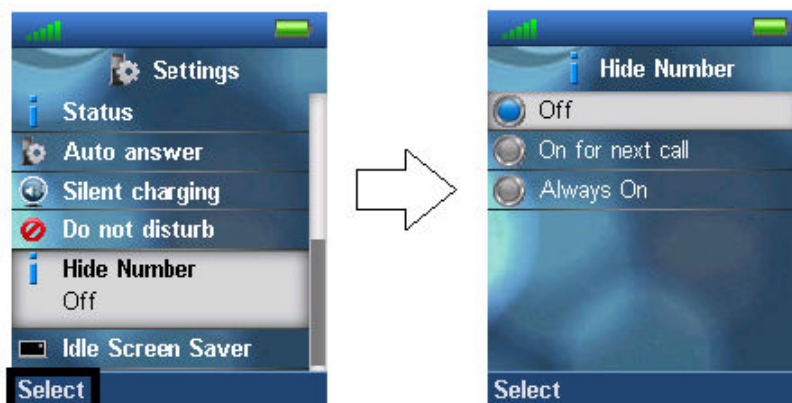 Settings
Status
Auto answer
Silent charging
Do not disturb
Hide Number
Off
Idle Screen Saver
Select
Hide Number
Off
On for next call
Always On
Select